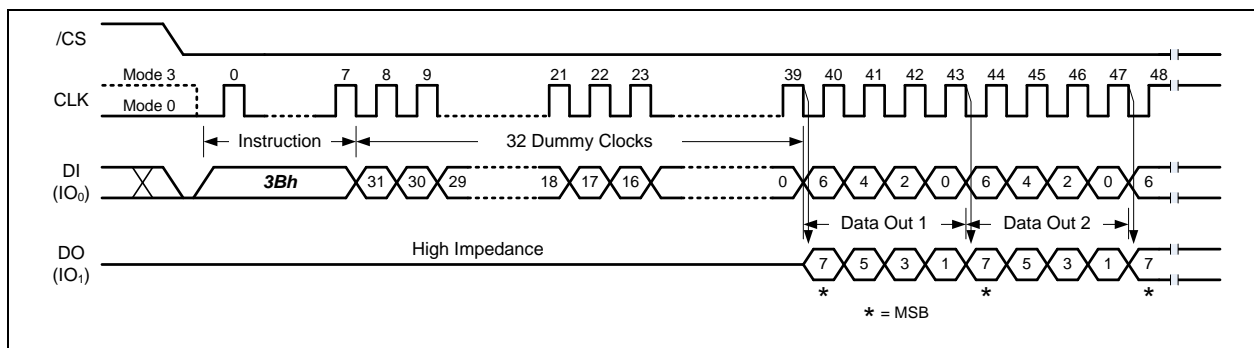 /CS
Mode 3 0 7 8 9 21 22 23 39 40 41 42 43 44 45 46 47 48
CLK
Mode 0
Instruction 32 Dummy Clocks
DI
(IO0)
3Bh 31 30 29 18 17 16 0 6 4 2 0 6 4 2 0 6
Data Out 1 Data Out 2
High Impedance
DO
(IO1)
7 5 3 1 7 5 3 1 7
* * *
* = MSB